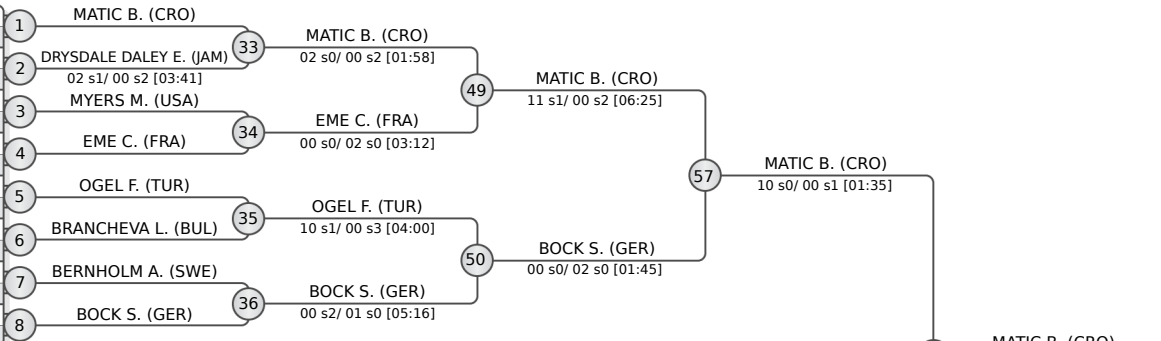 1
MATIC B. (CRO)
2
DRYSDALE DALEY E. (JAM)
02 s1/ 00 s2 [03:41]
3
MYERS M. (USA)
4
EME C. (FRA)
5
OGEL F. (TUR)
6
BRANCHEVA L. (BUL)
7
BERNHOLM A. (SWE)
8
BOCK S. (GER)
33
MATIC B. (CRO)
02 s0/ 00 s2 [01:58]
34
EME C. (FRA)
00 s0/ 02 s0 [03:12]
35
OGEL F. (TUR)
10 s1/ 00 s3 [04:00]
36
BOCK S. (GER)
00 s2/ 01 s0 [05:16]
49
MATIC B. (CRO)
11 s1/ 00 s2 [06:25]
50
BOCK S. (GER)
00 s0/ 02 s0 [01:45]
57
MATIC B. (CRO)
10 s0/ 00 s1 [01:35]
MATIC B. (CRO)